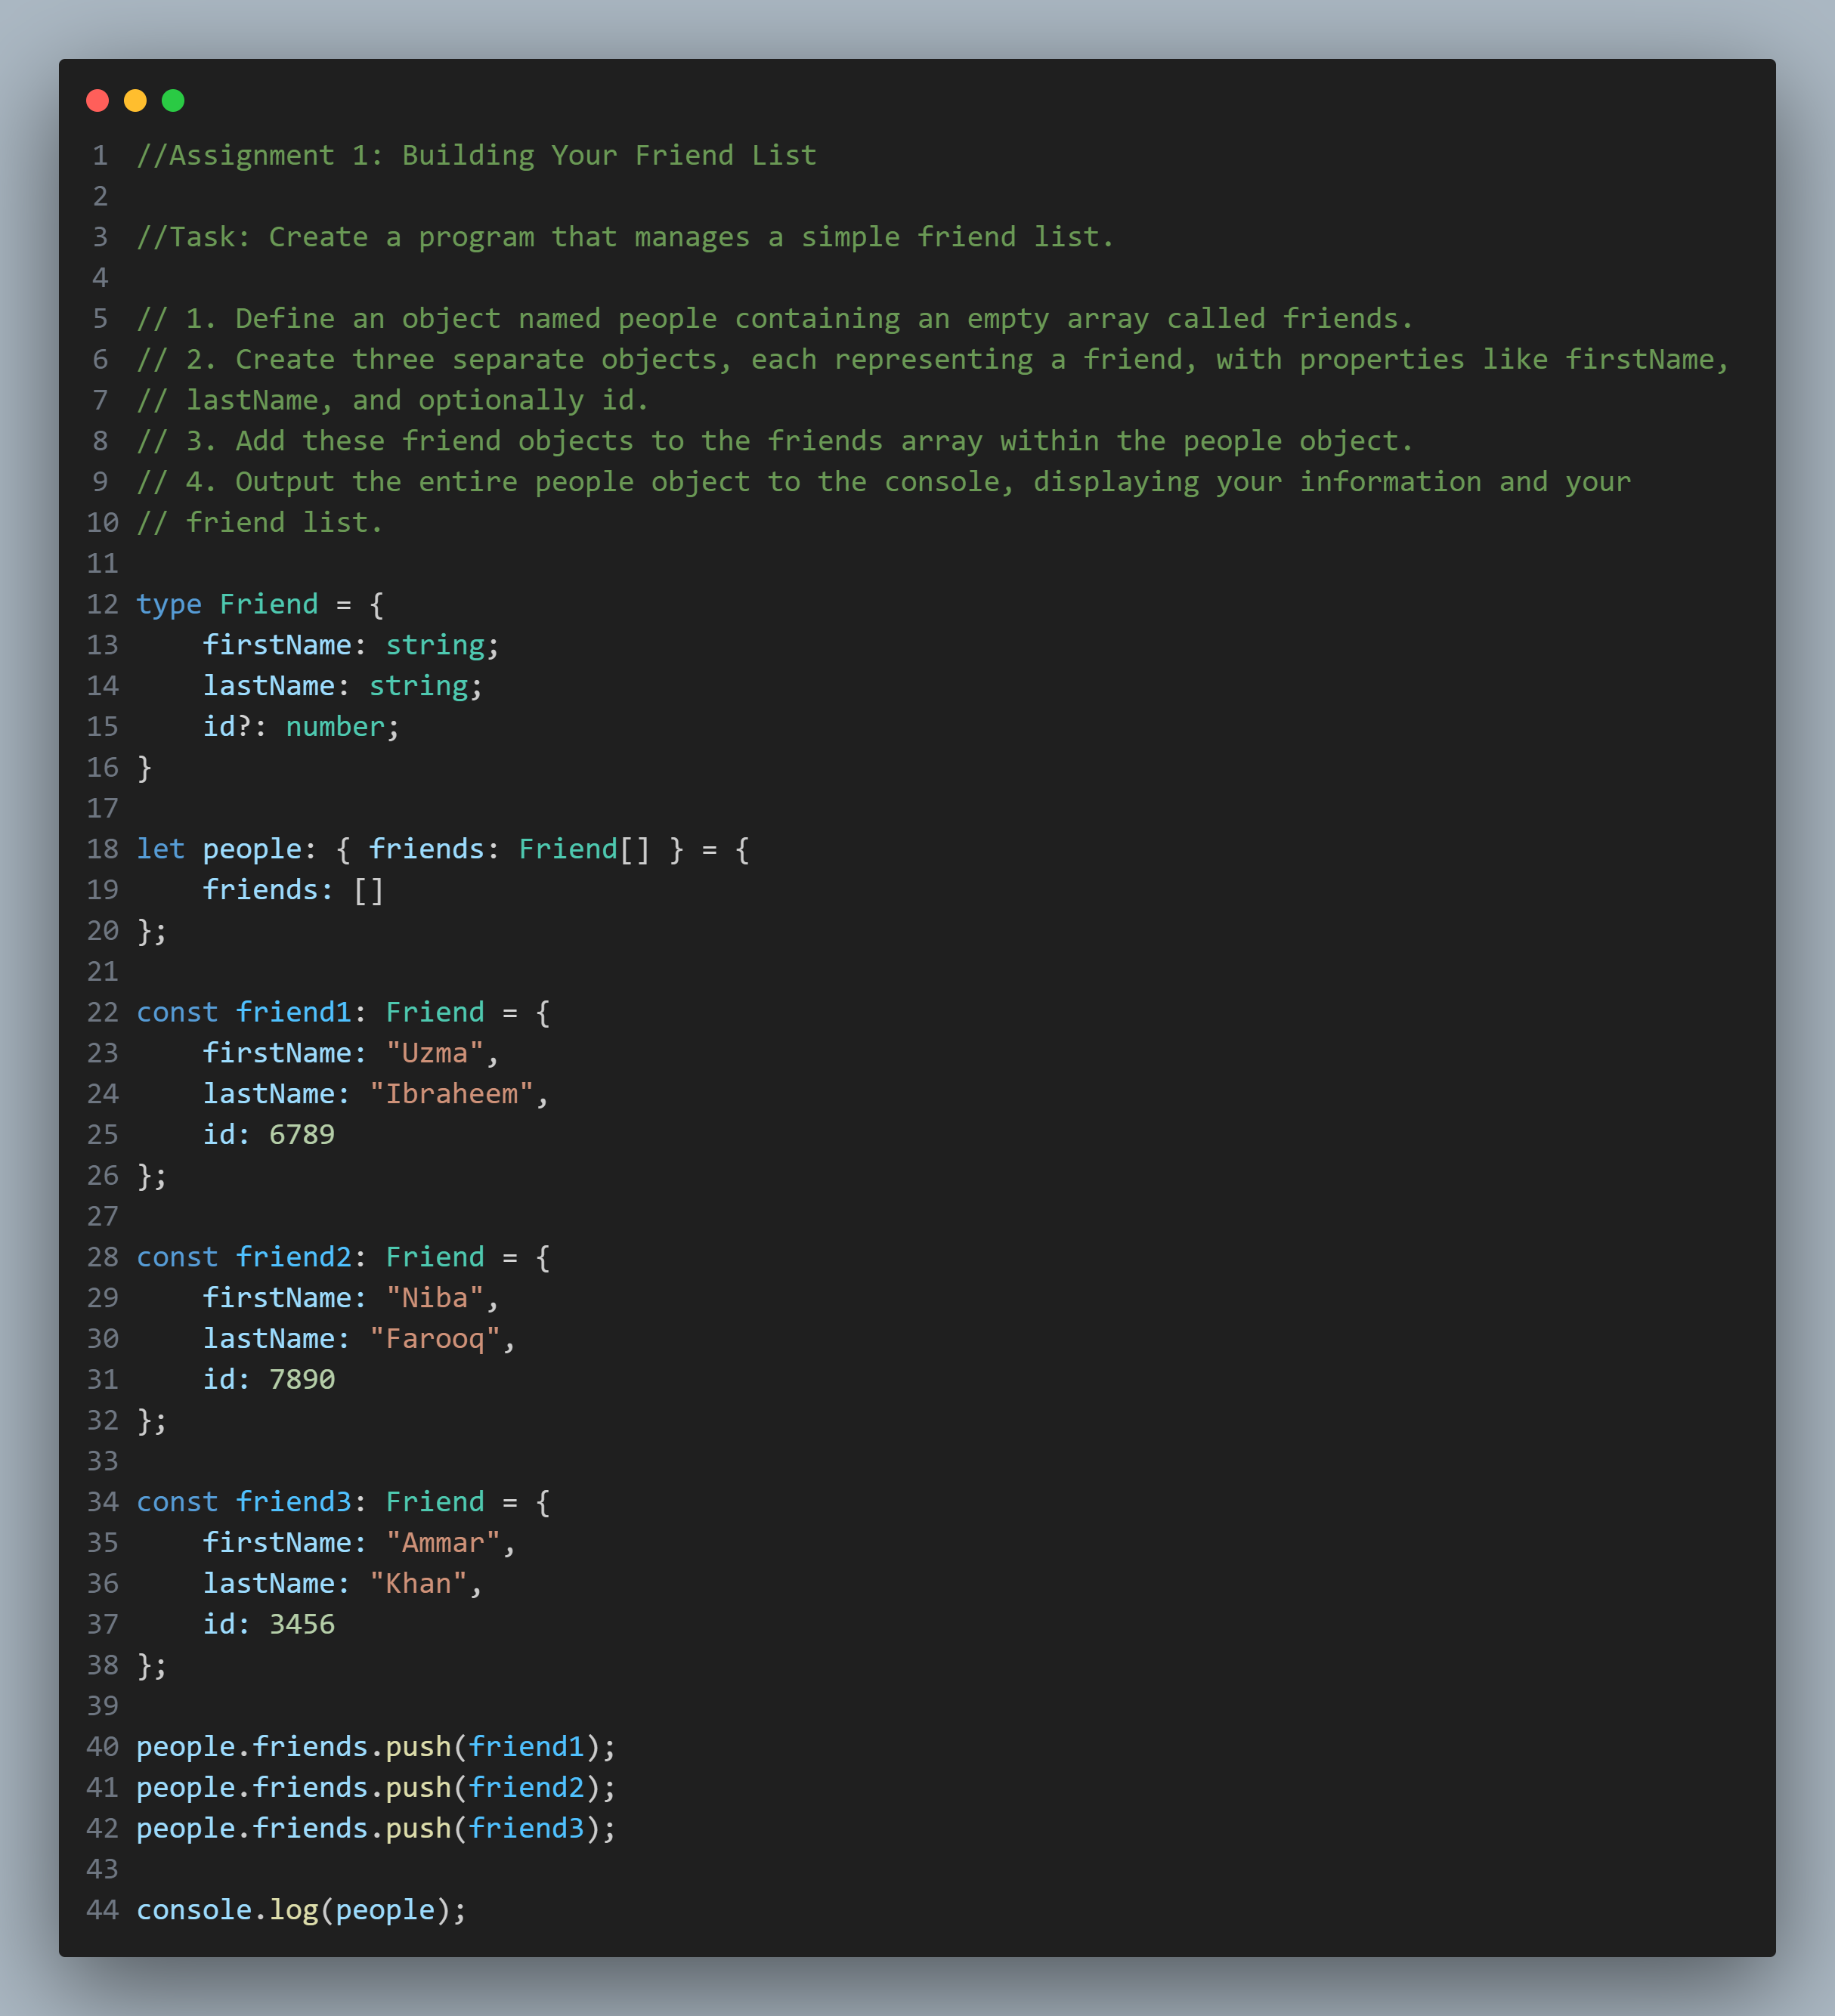 1 //Assignment 1: Building Your Friend List
2
3 //Task: Create a program that manages a simple friend list.
4
5 // 1. Define an object named people containing an empty array called friends.
6 // 2. Create three separate objects, each representing a friend, with properties like firstName,
7 // lastName, and optionally id.
8 // 3. Add these friend objects to the friends array within the people object.
9 // 4. Output the entire people object to the console, displaying your information and your
10 // friend list.
11
12 type Friend = {
13     firstName: string;
14     lastName: string;
15     id?: number;
16 }
17
18 let people: { friends: Friend[] } = {
19     friends: []
20 };
21
22 const friend1: Friend = {
23     firstName: "Uzma",
24     lastName: "Ibraheem",
25     id: 6789
26 };
27
28 const friend2: Friend = {
29     firstName: "Niba",
30     lastName: "Farooq",
31     id: 7890
32 };
33
34 const friend3: Friend = {
35     firstName: "Ammar",
36     lastName: "Khan",
37     id: 3456
38 };
39
40 people.friends.push(friend1);
41 people.friends.push(friend2);
42 people.friends.push(friend3);
43
44 console.log(people);